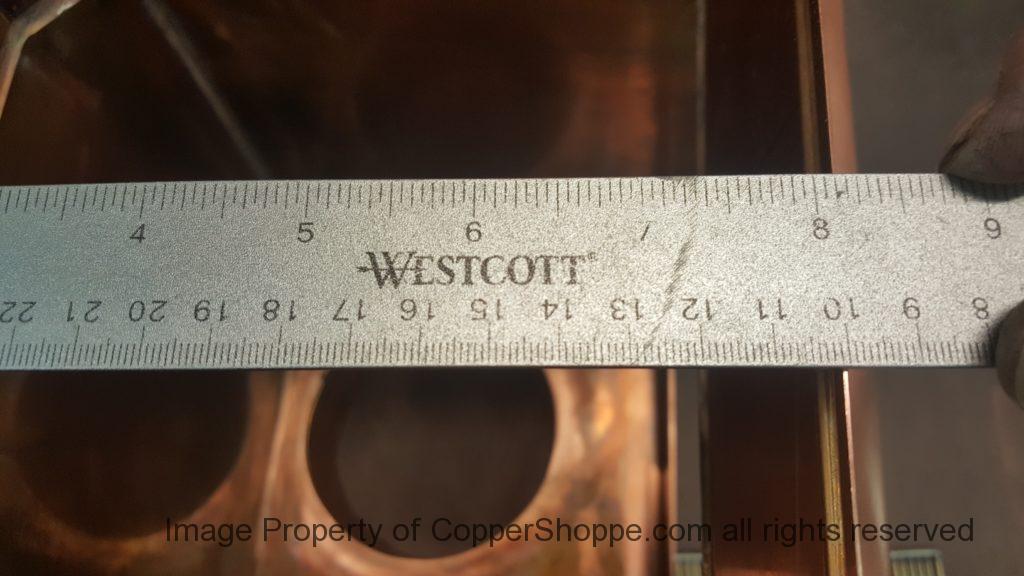 4 5 6 7 8 9
WESTCOTT®
22 21 20 19 18 17 16 15 14 13 12 11 10 9 8
Image Property of CopperShoppe.com all rights reserved